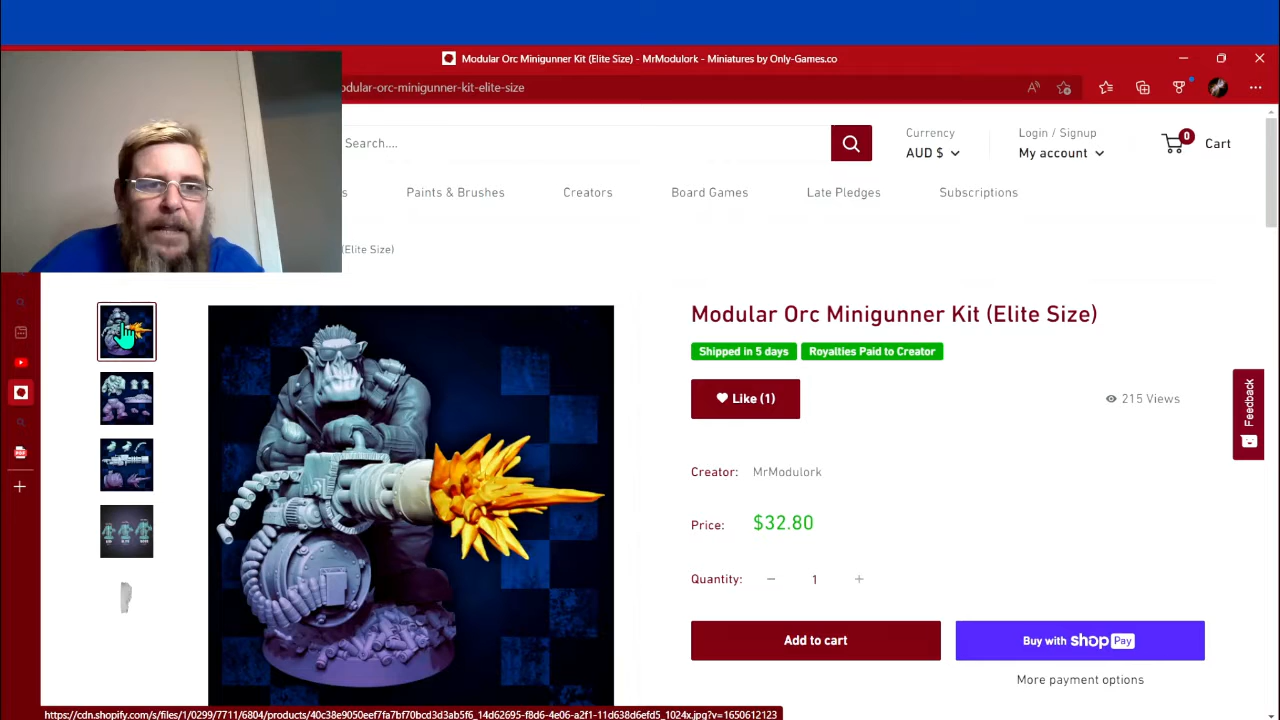 Modular Orc Minigunner Kit (Elite Size) - MrModulork - Miniatures by Only-Games.co
odular-orc-minigunner-kit-elite-size
Search....
Currency
AUD $
Login / Signup
My account
0
Cart
s
Paints & Brushes
Creators
Board Games
Late Pledges
Subscriptions
(Elite Size)
Modular Orc Minigunner Kit (Elite Size)
Shipped in 5 days
Royalties Paid to Creator
Like (1)
215 Views
Feedback
Creator: MrModulork
Price: $32.80
Quantity: − 1 +
Add to cart
Buy with shop Pay
More payment options
https://cdn.shopify.com/s/files/1/0299/7711/6804/products/40c38e9050eef7fa7bf70bcd3d3ab5f6_14d62695-f8d6-4e06-a2f1-11d638d6efd5_1024x.jpg?v=1650612123